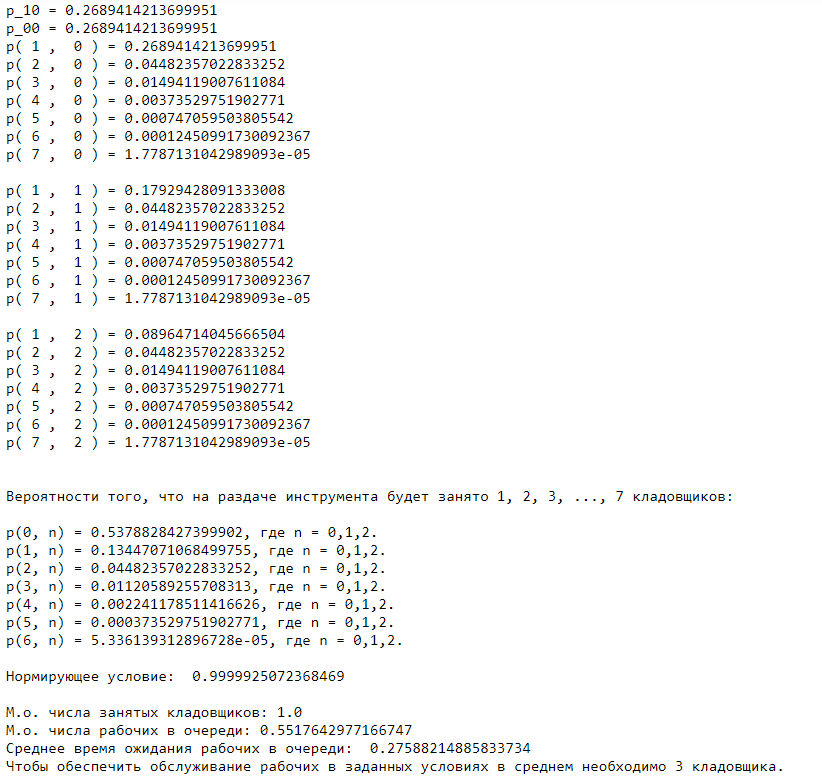 p_10 = 0.2689414213699951
p_00 = 0.2689414213699951
p( 1 ,  0 ) = 0.2689414213699951
p( 2 ,  0 ) = 0.04482357022833252
p( 3 ,  0 ) = 0.01494119007611084
p( 4 ,  0 ) = 0.00373529751902771
p( 5 ,  0 ) = 0.000747059503805542
p( 6 ,  0 ) = 0.00012450991730092367
p( 7 ,  0 ) = 1.7787131042989093e-05
p( 1 ,  1 ) = 0.17929428091333008
p( 2 ,  1 ) = 0.04482357022833252
p( 3 ,  1 ) = 0.01494119007611084
p( 4 ,  1 ) = 0.00373529751902771
p( 5 ,  1 ) = 0.000747059503805542
p( 6 ,  1 ) = 0.00012450991730092367
p( 7 ,  1 ) = 1.7787131042989093e-05
p( 1 ,  2 ) = 0.08964714045666504
p( 2 ,  2 ) = 0.04482357022833252
p( 3 ,  2 ) = 0.01494119007611084
p( 4 ,  2 ) = 0.00373529751902771
p( 5 ,  2 ) = 0.000747059503805542
p( 6 ,  2 ) = 0.00012450991730092367
p( 7 ,  2 ) = 1.7787131042989093e-05
Вероятности того, что на раздаче инструмента будет занято 1, 2, 3, ..., 7 кладовщиков:
p(0, n) = 0.5378828427399902, где n = 0,1,2.
p(1, n) = 0.13447071068499755, где n = 0,1,2.
p(2, n) = 0.04482357022833252, где n = 0,1,2.
p(3, n) = 0.01120589255708313, где n = 0,1,2.
p(4, n) = 0.002241178511416626, где n = 0,1,2.
p(5, n) = 0.000373529751902771, где n = 0,1,2.
p(6, n) = 5.336139312896728e-05, где n = 0,1,2.
Нормирующее условие:  0.9999925072368469
М.о. числа занятых кладовщиков: 1.0
М.о. числа рабочих в очереди: 0.5517642977166747
Среднее время ожидания рабочих в очереди:  0.27588214885833734
Чтобы обеспечить обслуживание рабочих в заданных условиях в среднем необходимо 3 кладовщика.